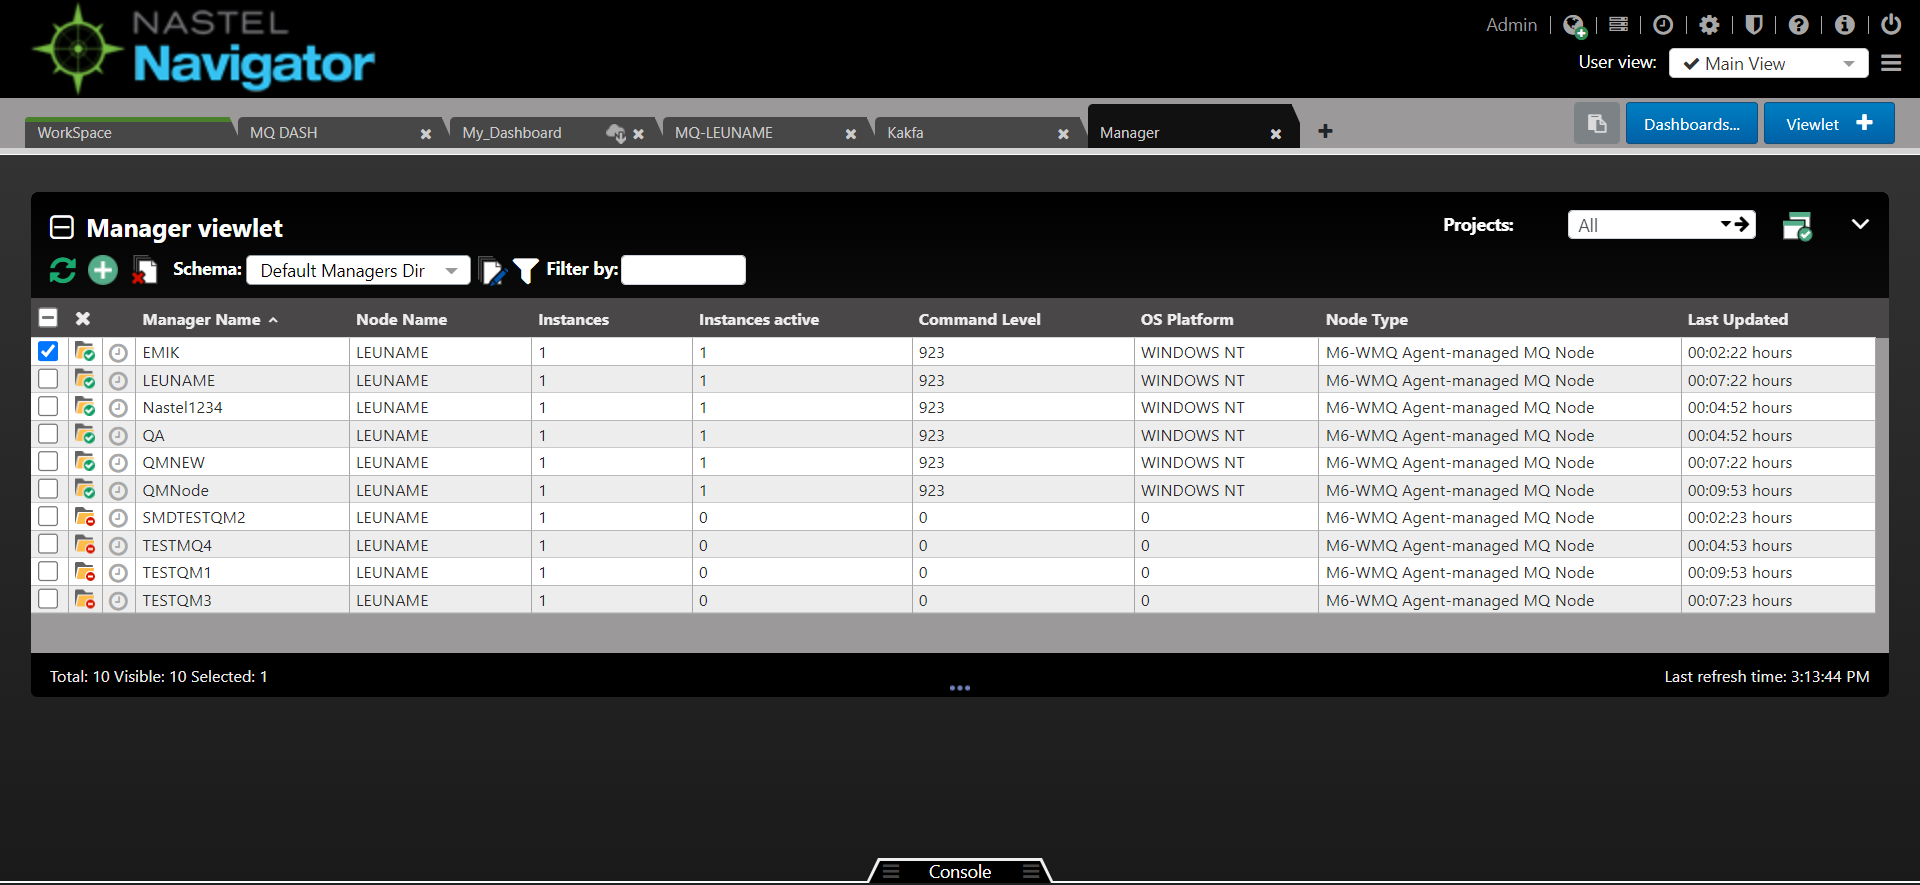 NASTEL
Navigator
Admin
User view: Main View
WorkSpace MQ DASH My_Dashboard MQ-LEUNAME Kakfa Manager
Dashboards... Viewlet
Manager viewlet
Projects: All
Schema: Default Managers Dir Filter by:
Manager Name Node Name Instances Instances active Command Level OS Platform Node Type Last Updated
EMIK LEUNAME 1 1 923 WINDOWS NT M6-WMQ Agent-managed MQ Node 00:02:22 hours
LEUNAME LEUNAME 1 1 923 WINDOWS NT M6-WMQ Agent-managed MQ Node 00:07:22 hours
Nastel1234 LEUNAME 1 1 923 WINDOWS NT M6-WMQ Agent-managed MQ Node 00:04:52 hours
QA LEUNAME 1 1 923 WINDOWS NT M6-WMQ Agent-managed MQ Node 00:04:52 hours
QMNEW LEUNAME 1 1 923 WINDOWS NT M6-WMQ Agent-managed MQ Node 00:07:22 hours
QMNode LEUNAME 1 1 923 WINDOWS NT M6-WMQ Agent-managed MQ Node 00:09:53 hours
SMDTESTQM2 LEUNAME 1 0 0 0 M6-WMQ Agent-managed MQ Node 00:02:23 hours
TESTMQ4 LEUNAME 1 0 0 0 M6-WMQ Agent-managed MQ Node 00:04:53 hours
TESTQM1 LEUNAME 1 0 0 0 M6-WMQ Agent-managed MQ Node 00:09:53 hours
TESTQM3 LEUNAME 1 0 0 0 M6-WMQ Agent-managed MQ Node 00:07:23 hours
Total: 10 Visible: 10 Selected: 1
Last refresh time: 3:13:44 PM
Console